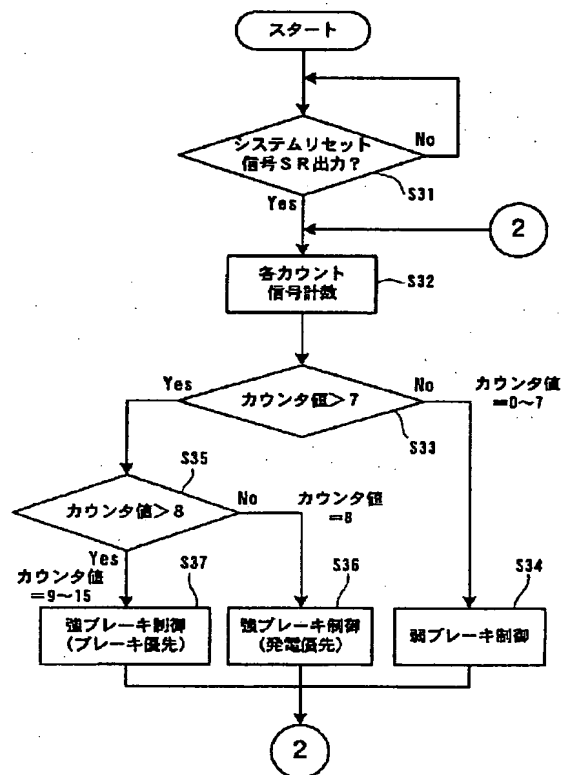 スタート
システムリセット
信号ＳＲ出力？
No
S31
Yes
2
各カウント
信号計数
S32
Yes
カウンタ値＞７
No
カウンタ値
＝0～7
S33
S35
カウンタ値＞８
No
カウンタ値
＝8
Yes
カウンタ値
＝9～15
S37
S36
S34
強ブレーキ制御
(ブレーキ優先)
強ブレーキ制御
(発電優先)
弱ブレーキ制御
2